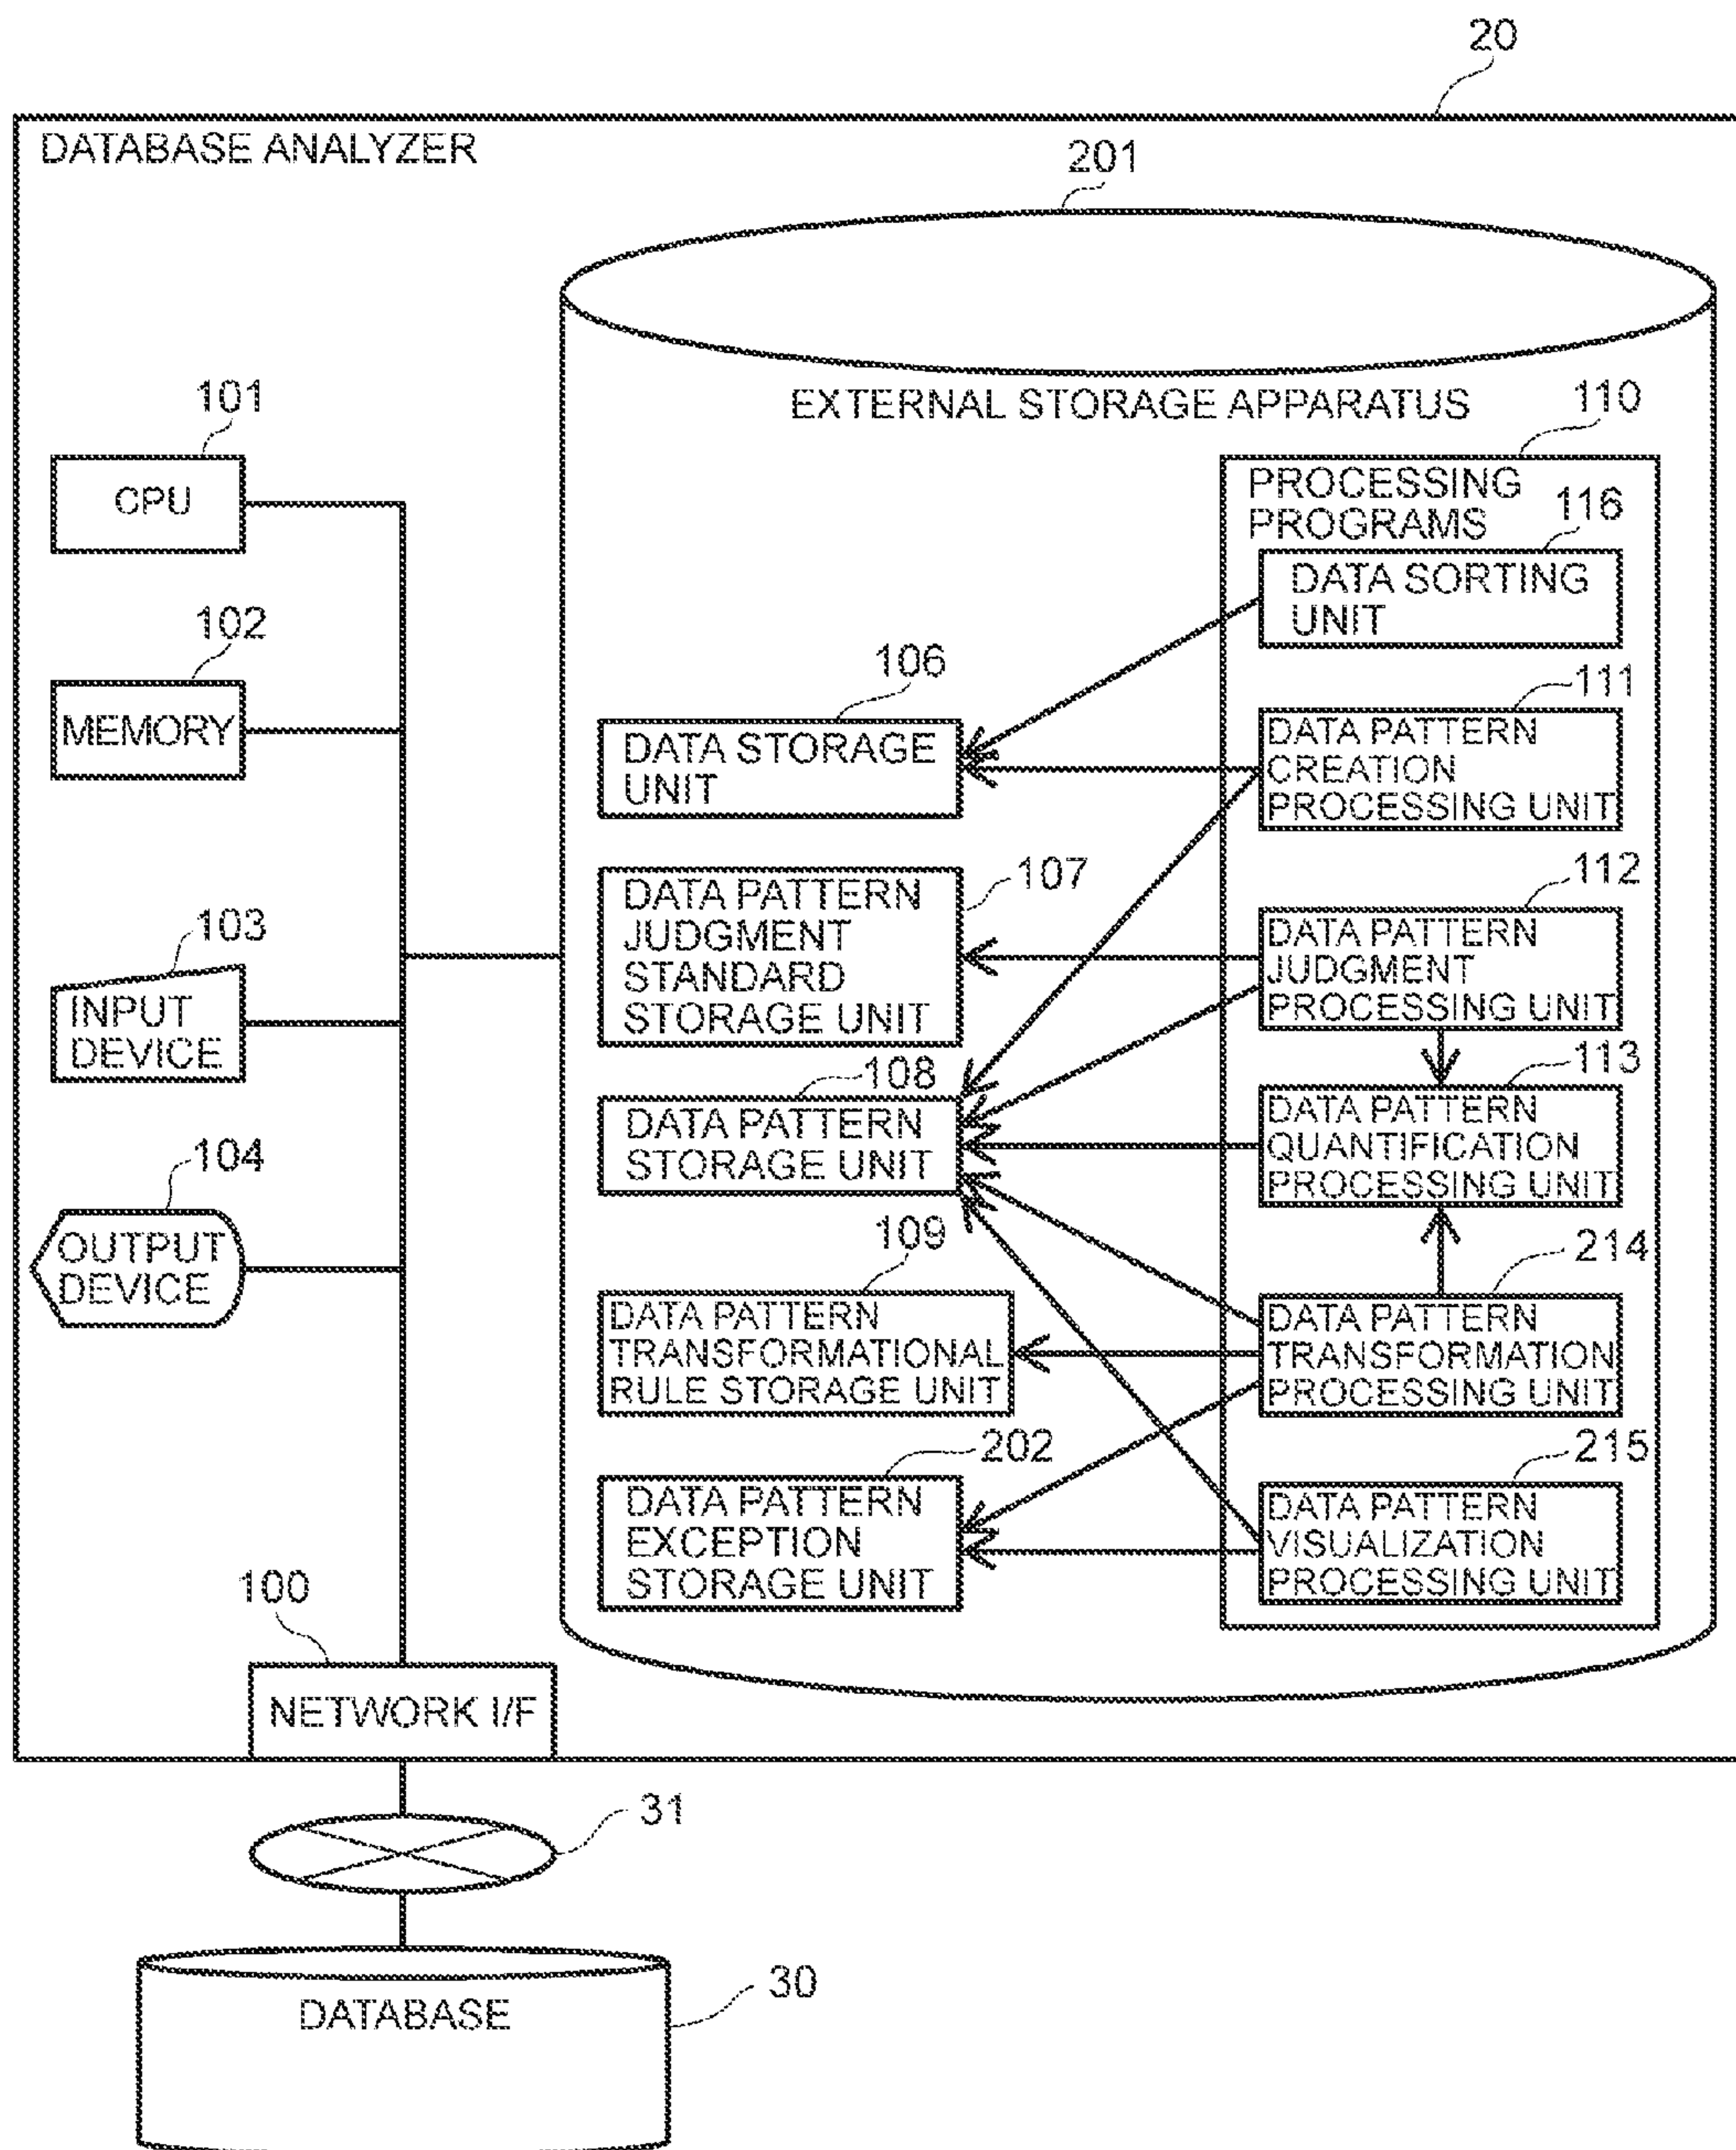 20
DATABASE ANALYZER
201
EXTERNAL STORAGE APPARATUS
101
CPU
102
MEMORY
103
INPUT
DEVICE
104
OUTPUT
DEVICE
100
NETWORK I/F
106
DATA STORAGE
UNIT
107
DATA PATTERN
JUDGMENT
STANDARD
STORAGE UNIT
108
DATA PATTERN
STORAGE UNIT
109
DATA PATTERN
TRANSFORMATIONAL
RULE STORAGE UNIT
202
DATA PATTERN
EXCEPTION
STORAGE UNIT
110
PROCESSING
PROGRAMS
116
DATA SORTING
UNIT
111
DATA PATTERN
CREATION
PROCESSING UNIT
112
DATA PATTERN
JUDGMENT
PROCESSING UNIT
113
DATA PATTERN
QUANTIFICATION
PROCESSING UNIT
214
DATA PATTERN
TRANSFORMATION
PROCESSING UNIT
215
DATA PATTERN
VISUALIZATION
PROCESSING UNIT
31
30
DATABASE